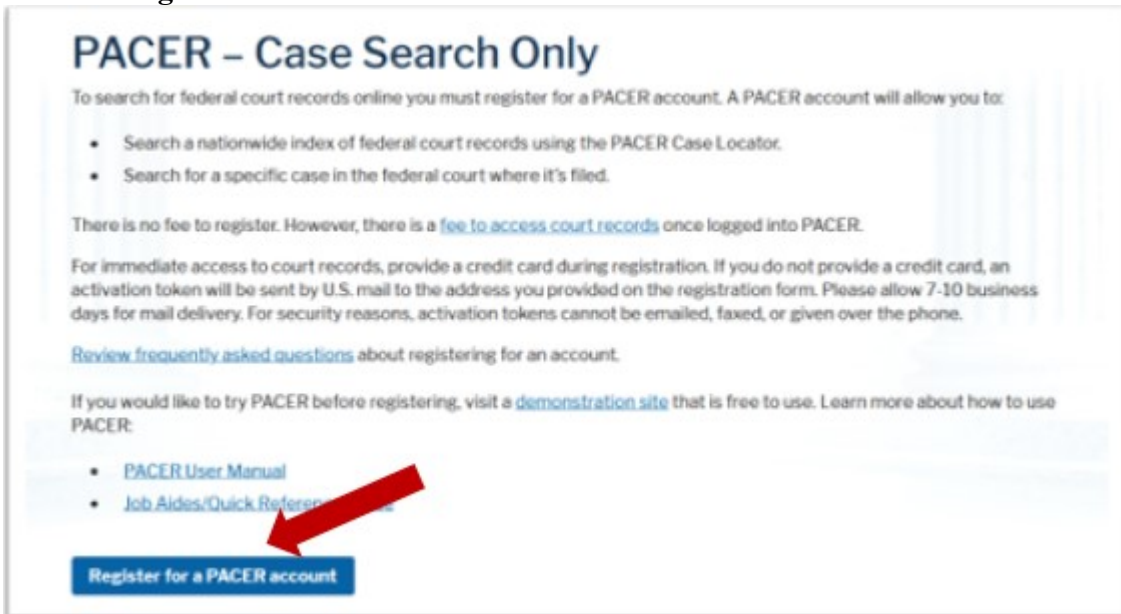 PACER – Case Search Only
To search for federal court records online you must register for a PACER account. A PACER account will allow you to:
• Search a nationwide index of federal court records using the PACER Case Locator.
• Search for a specific case in the federal court where it's filed.
There is no fee to register. However, there is a fee to access court records once logged into PACER.
For immediate access to court records, provide a credit card during registration. If you do not provide a credit card, an
activation token will be sent by U.S. mail to the address you provided on the registration form. Please allow 7-10 business
days for mail delivery. For security reasons, activation tokens cannot be emailed, faxed, or given over the phone.
Review frequently asked questions about registering for an account.
If you would like to try PACER before registering, visit a demonstration site that is free to use. Learn more about how to use
PACER:
• PACER User Manual
• Job Aides/Quick
Register for a PACER account